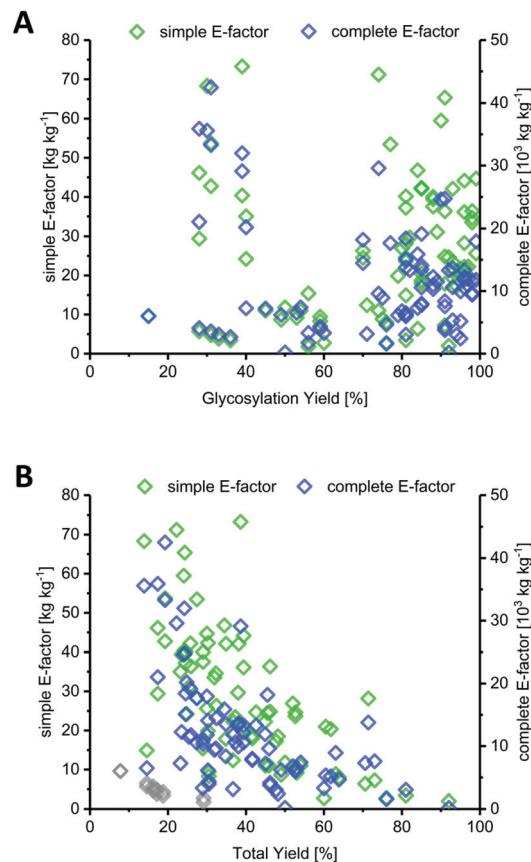 A
simple E-factor
complete E-factor
80
70
60
50
40
30
20
10
0
simple E-factor [kg kg⁻¹]
50
40
30
20
10
0
complete E-factor [10³ kg kg⁻¹]
0 20 40 60 80 100
Glycosylation Yield [%]
B
simple E-factor
complete E-factor
80
70
60
50
40
30
20
10
0
simple E-factor [kg kg⁻¹]
50
40
30
20
10
0
complete E-factor [10³ kg kg⁻¹]
0 20 40 60 80 100
Total Yield [%]